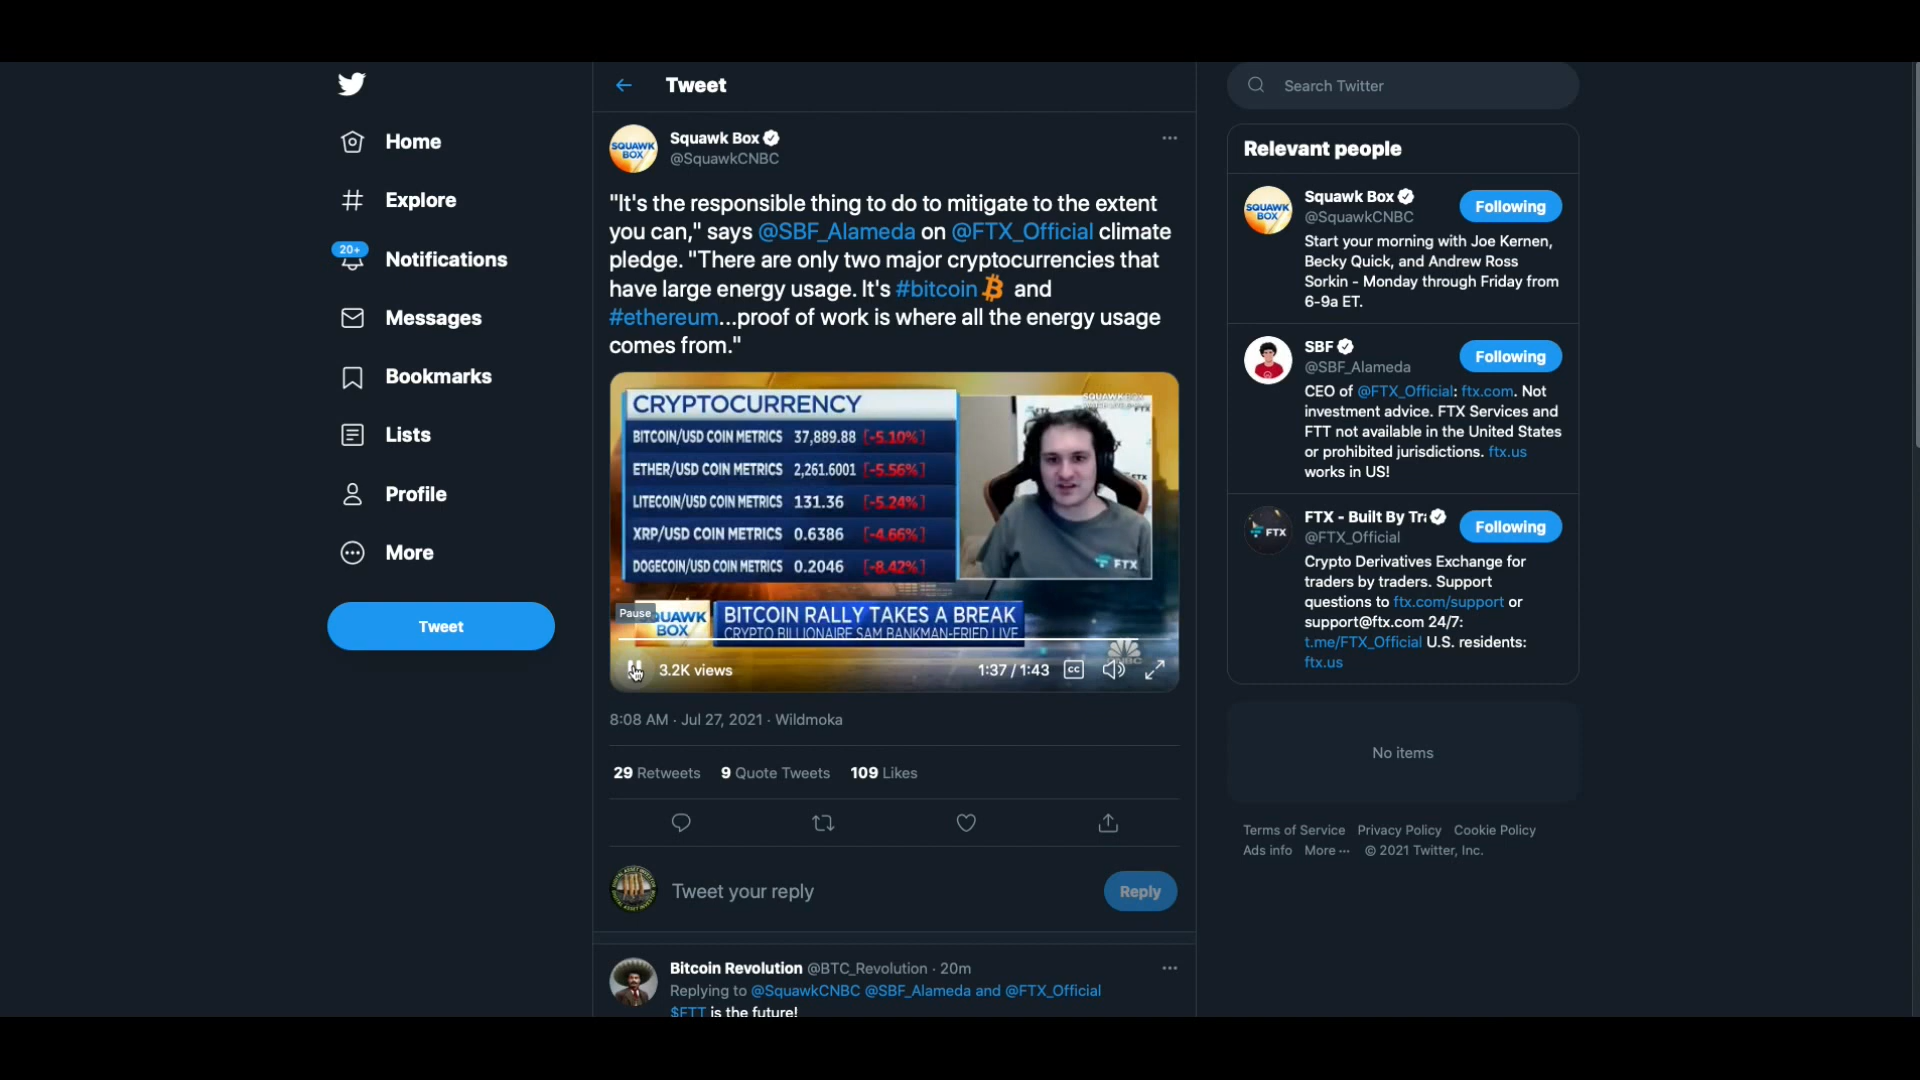 Home
Explore
20+
Notifications
Messages
Bookmarks
Lists
Profile
More
Tweet
Tweet
SQUAWK
BOX
Squawk Box
@SquawkCNBC
"It's the responsible thing to do to mitigate to the extent
you can," says @SBF_Alameda on @FTX_Official climate
pledge. "There are only two major cryptocurrencies that
have large energy usage. It's #bitcoin and
#ethereum...proof of work is where all the energy usage
comes from."
CRYPTOCURRENCY
BITCOIN/USD COIN METRICS 37,889.88 [-5.10%]
ETHER/USD COIN METRICS 2,261.6001 [-5.56%]
LITECOIN/USD COIN METRICS 131.36 [-5.24%]
XRP/USD COIN METRICS 0.6386 [-4.66%]
DOGECOIN/USD COIN METRICS 0.2046 [-8.42%]
SQUAWK BOX
FTX
FTX
FTX
Pause
UAWK
BOX
BITCOIN RALLY TAKES A BREAK
CRYPTO BILLIONAIRE SAM BANKMAN-FRIED LIVE
3.2K views
1:37 / 1:43
CC
8:08 AM · Jul 27, 2021 · Wildmoka
29 Retweets 9 Quote Tweets 109 Likes
Tweet your reply
Reply
Bitcoin Revolution @BTC_Revolution · 20m
Replying to @SquawkCNBC @SBF_Alameda and @FTX_Official
$FTT is the future!
Search Twitter
Relevant people
SQUAWK
BOX
Squawk Box
@SquawkCNBC
Following
Start your morning with Joe Kernen,
Becky Quick, and Andrew Ross
Sorkin - Monday through Friday from
6-9a ET.
SBF
@SBF_Alameda
Following
CEO of @FTX_Official: ftx.com. Not
investment advice. FTX Services and
FTT not available in the United States
or prohibited jurisdictions. ftx.us
works in US!
FTX
FTX - Built By Tr
@FTX_Official
Following
Crypto Derivatives Exchange for
traders by traders. Support
questions to ftx.com/support or
support@ftx.com 24/7:
t.me/FTX_Official U.S. residents:
ftx.us
No items
Terms of Service Privacy Policy Cookie Policy
Ads info More ··· © 2021 Twitter, Inc.